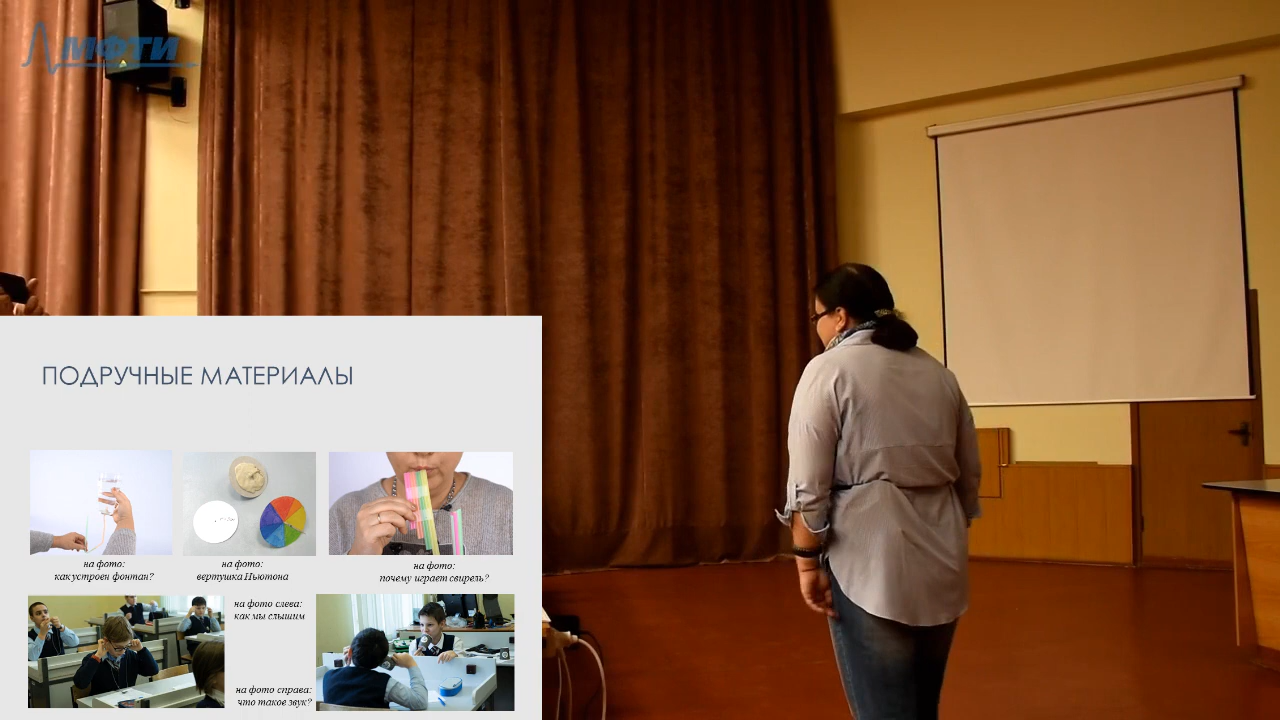 МФТИ
ПОДРУЧНЫЕ МАТЕРИАЛЫ
на фото:
как устроен фонтан?
на фото:
вертушка Ньютона
на фото:
почему играет свирель?
на фото слева:
как мы слышим
на фото справа:
что такое звук?